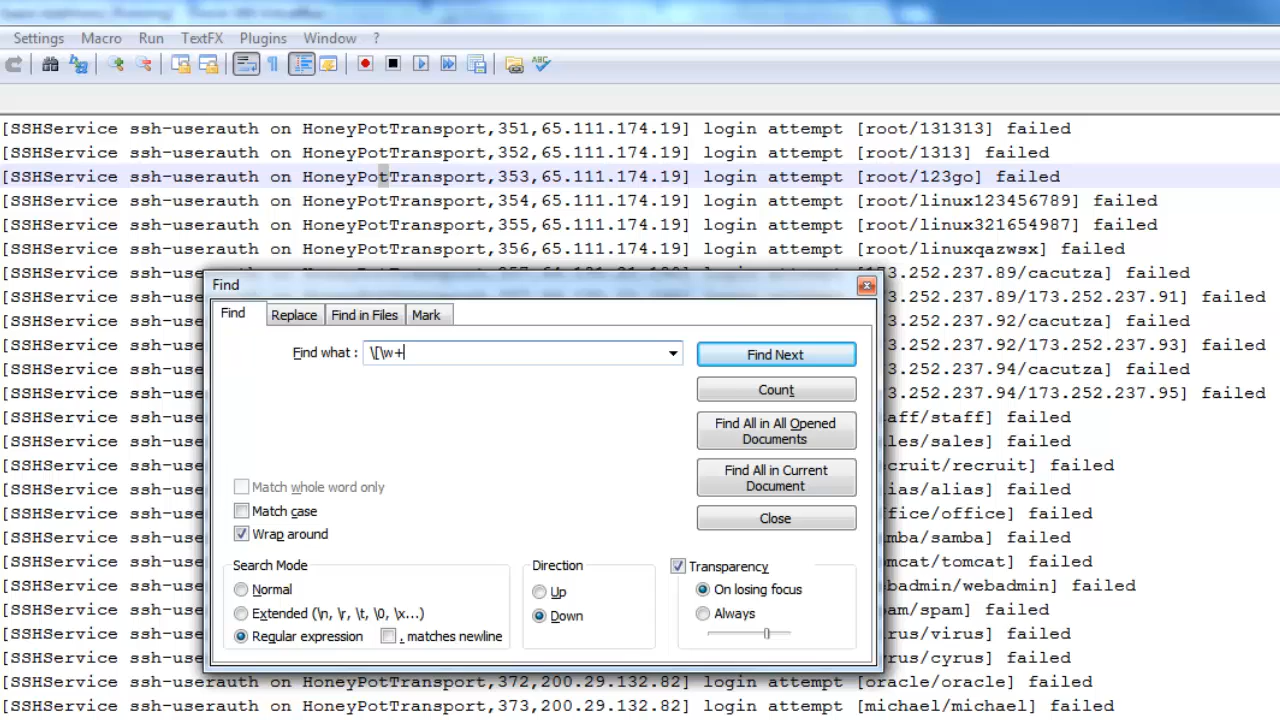 Settings Macro Run TextFX Plugins Window ?
[SSHService ssh-userauth on HoneyPotTransport,351,65.111.174.19] login attempt [root/131313] failed
[SSHService ssh-userauth on HoneyPotTransport,352,65.111.174.19] login attempt [root/1313] failed
[SSHService ssh-userauth on HoneyPotTransport,353,65.111.174.19] login attempt [root/123go] failed
[SSHService ssh-userauth on HoneyPotTransport,354,65.111.174.19] login attempt [root/linux123456789] failed
[SSHService ssh-userauth on HoneyPotTransport,355,65.111.174.19] login attempt [root/linux321654987] failed
[SSHService ssh-userauth on HoneyPotTransport,356,65.111.174.19] login attempt [root/linuxqazwsx] failed
[SSHService ssh-use 3.252.237.89/cacutza] failed
[SSHService ssh-use 3.252.237.89/173.252.237.91] failed
[SSHService ssh-use 3.252.237.92/cacutza] failed
[SSHService ssh-use 3.252.237.92/173.252.237.93] failed
[SSHService ssh-use 3.252.237.94/cacutza] failed
[SSHService ssh-use 3.252.237.94/173.252.237.95] failed
[SSHService ssh-use aff/staff] failed
[SSHService ssh-use les/sales] failed
[SSHService ssh-use cruit/recruit] failed
[SSHService ssh-use ias/alias] failed
[SSHService ssh-use fice/office] failed
[SSHService ssh-use mba/samba] failed
[SSHService ssh-use mcat/tomcat] failed
[SSHService ssh-use badmin/webadmin] failed
[SSHService ssh-use am/spam] failed
[SSHService ssh-use rus/virus] failed
[SSHService ssh-use rus/cyrus] failed
[SSHService ssh-userauth on HoneyPotTransport,372,200.29.132.82] login attempt [oracle/oracle] failed
[SSHService ssh-userauth on HoneyPotTransport,373,200.29.132.82] login attempt [michael/michael] failed
Find
Find Replace Find in Files Mark
Find what : \[\w+ Find Next
Count
Find All in All Opened
Documents
Find All in Current
Document
Close
Match whole word only
Match case
Wrap around
Search Mode
Normal
Extended (\n, \r, \t, \0, \x...)
Regular expression . matches newline
Direction
Up
Down
Transparency
On losing focus
Always